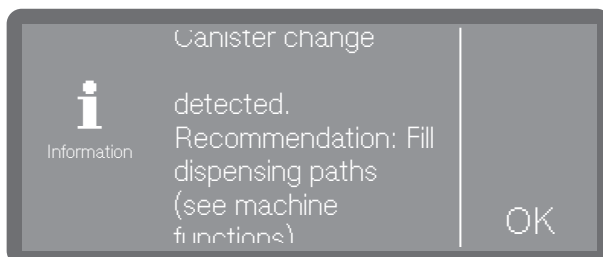 Canister change
detected.
Recommendation: Fill
dispensing paths
(see machine
functions)
Information
OK